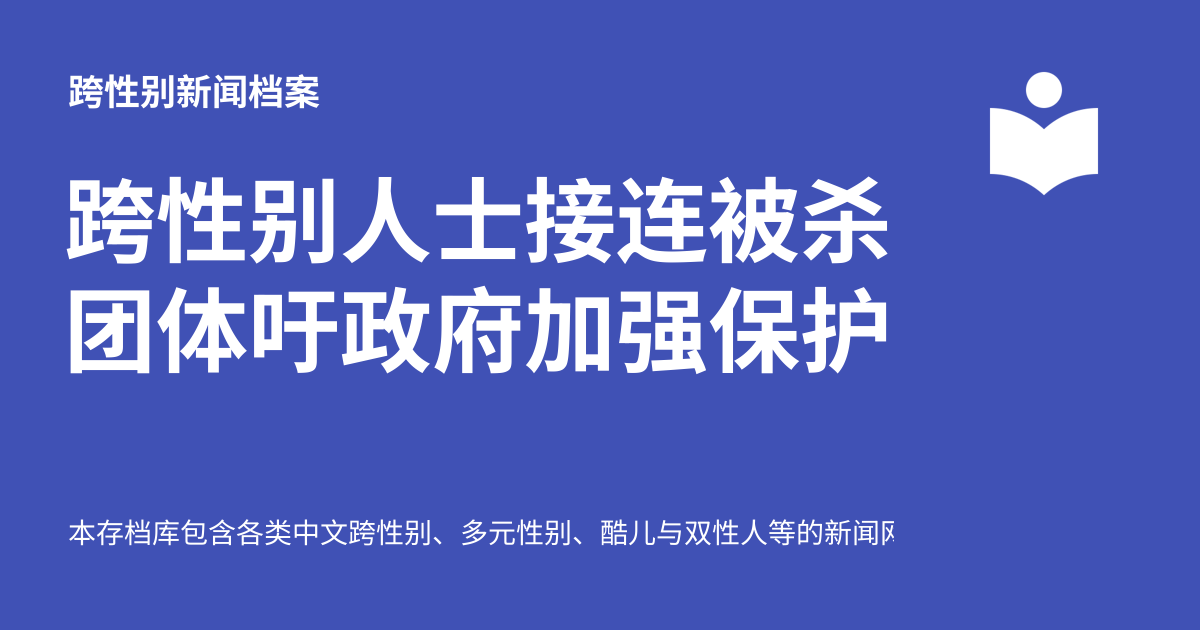 跨性别新闻档案
跨性别人士接连被杀
团体吁政府加强保护
本存档库包含各类中文跨性别、多元性别、酷儿与双性人等的新闻